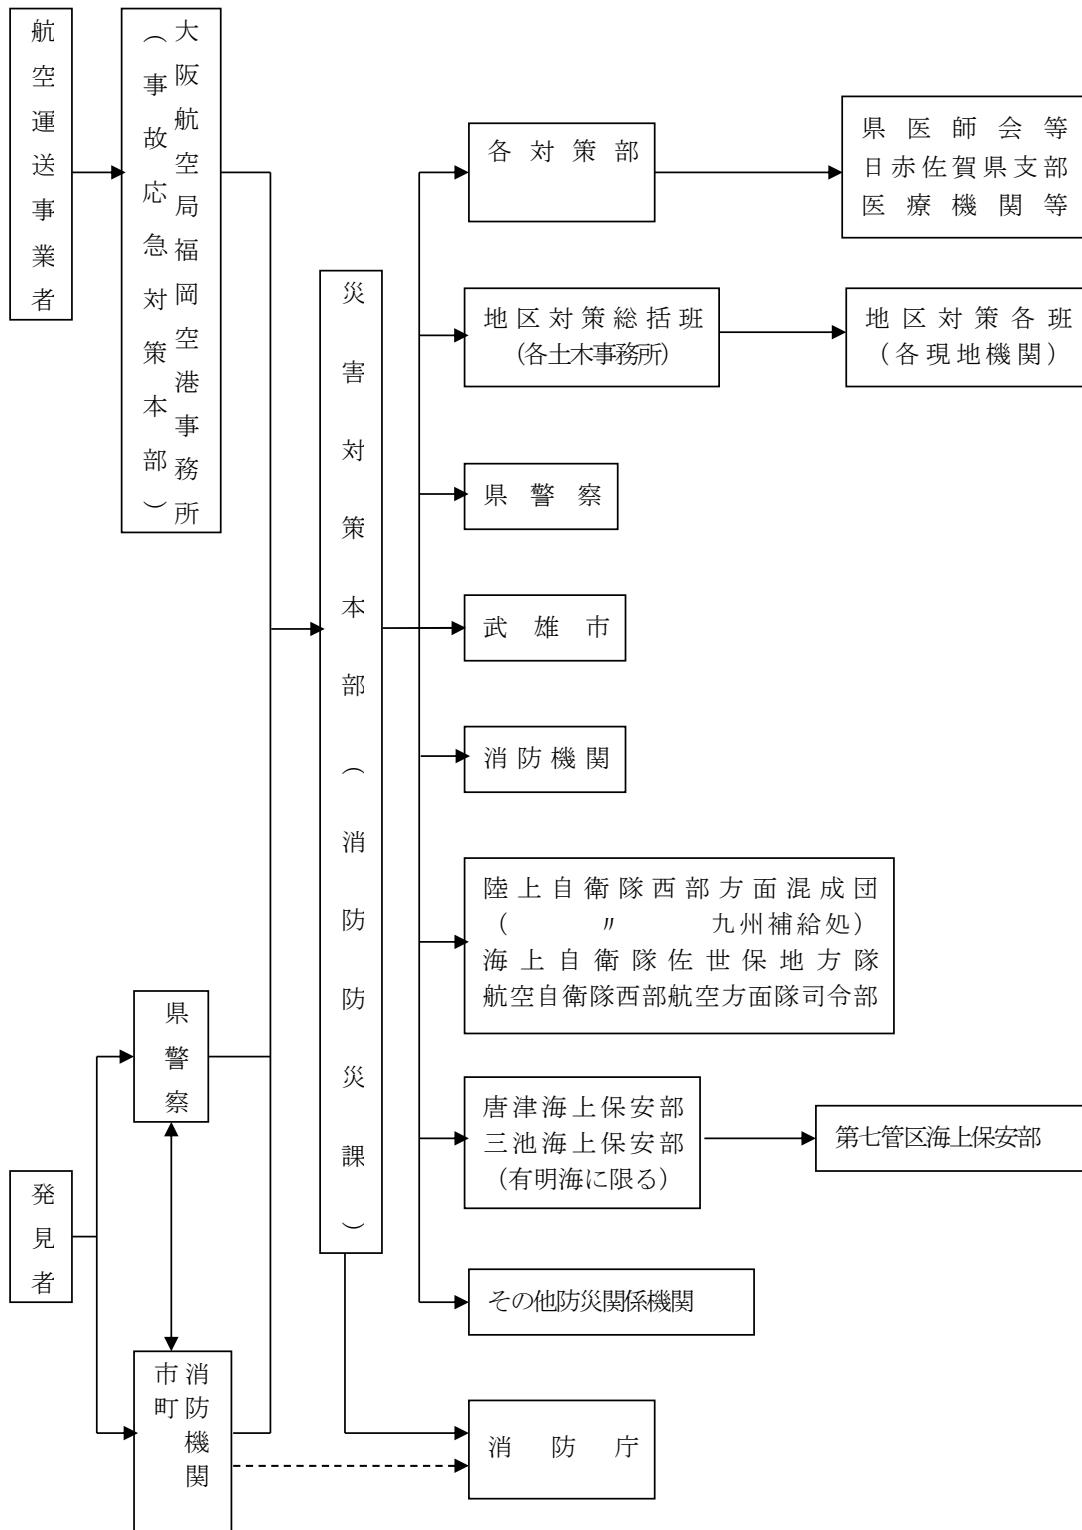 航空運送事業者
大阪航空局福岡空港事務所
（事故応急対策本部）
各対策部
県医師会等
日赤佐賀県支部
医療機関等
災害対策本部（消防防災課）
地区対策総括班
（各土木事務所）
地区対策各班
（各現地機関）
県警察
武雄市
消防機関
陸上自衛隊西部方面混成団
（　　〃　　九州補給処）
海上自衛隊佐世保地方隊
航空自衛隊西部航空方面隊司令部
県警察
唐津海上保安部
三池海上保安部
（有明海に限る）
第七管区海上保安部
発見者
その他防災関係機関
消防機関
市町
消防庁